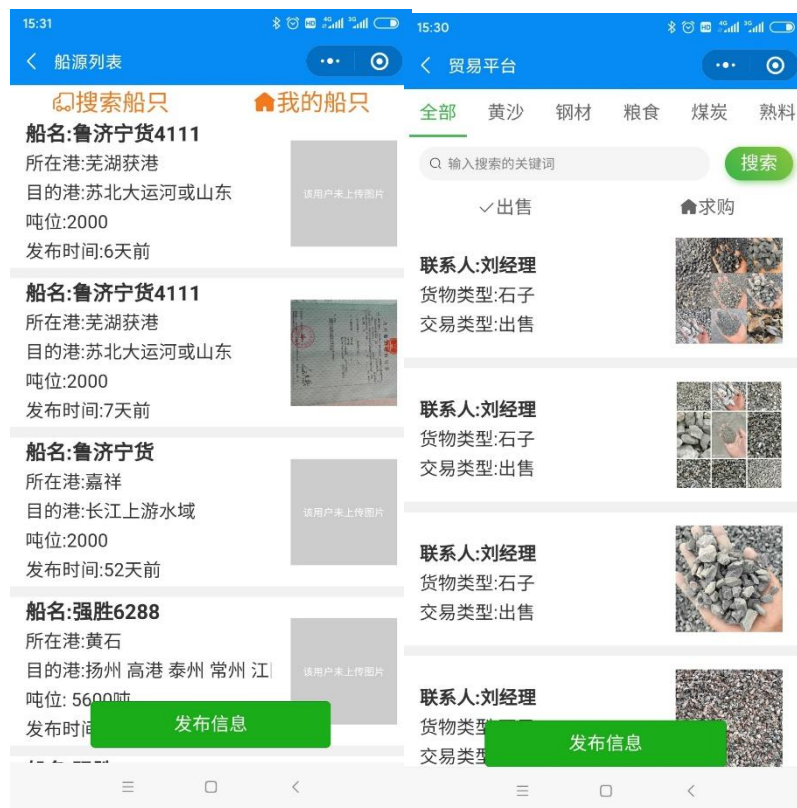 15:31
HD 4G 3G
船源列表
搜索船只
我的船只
船名:鲁济宁货4111
所在港:芜湖获港
目的港:苏北大运河或山东
吨位:2000
发布时间:6天前
该用户未上传图片
船名:鲁济宁货4111
所在港:芜湖获港
目的港:苏北大运河或山东
吨位:2000
发布时间:7天前
船名:鲁济宁货
所在港:嘉祥
目的港:长江上游水域
吨位:2000
发布时间:52天前
该用户未上传图片
船名:强胜6288
所在港:黄石
目的港:扬州 高港 泰州 常州 江
吨位: 5600吨
发布时
该用户未上传图片
发布信息
15:30
HD 4G 3G
贸易平台
全部 黄沙 钢材 粮食 煤炭 熟料
输入搜索的关键词
搜索
出售
求购
联系人:刘经理
货物类型:石子
交易类型:出售
联系人:刘经理
货物类型:石子
交易类型:出售
联系人:刘经理
货物类型:石子
交易类型:出售
联系人:刘经理
货物类型
交易类
发布信息